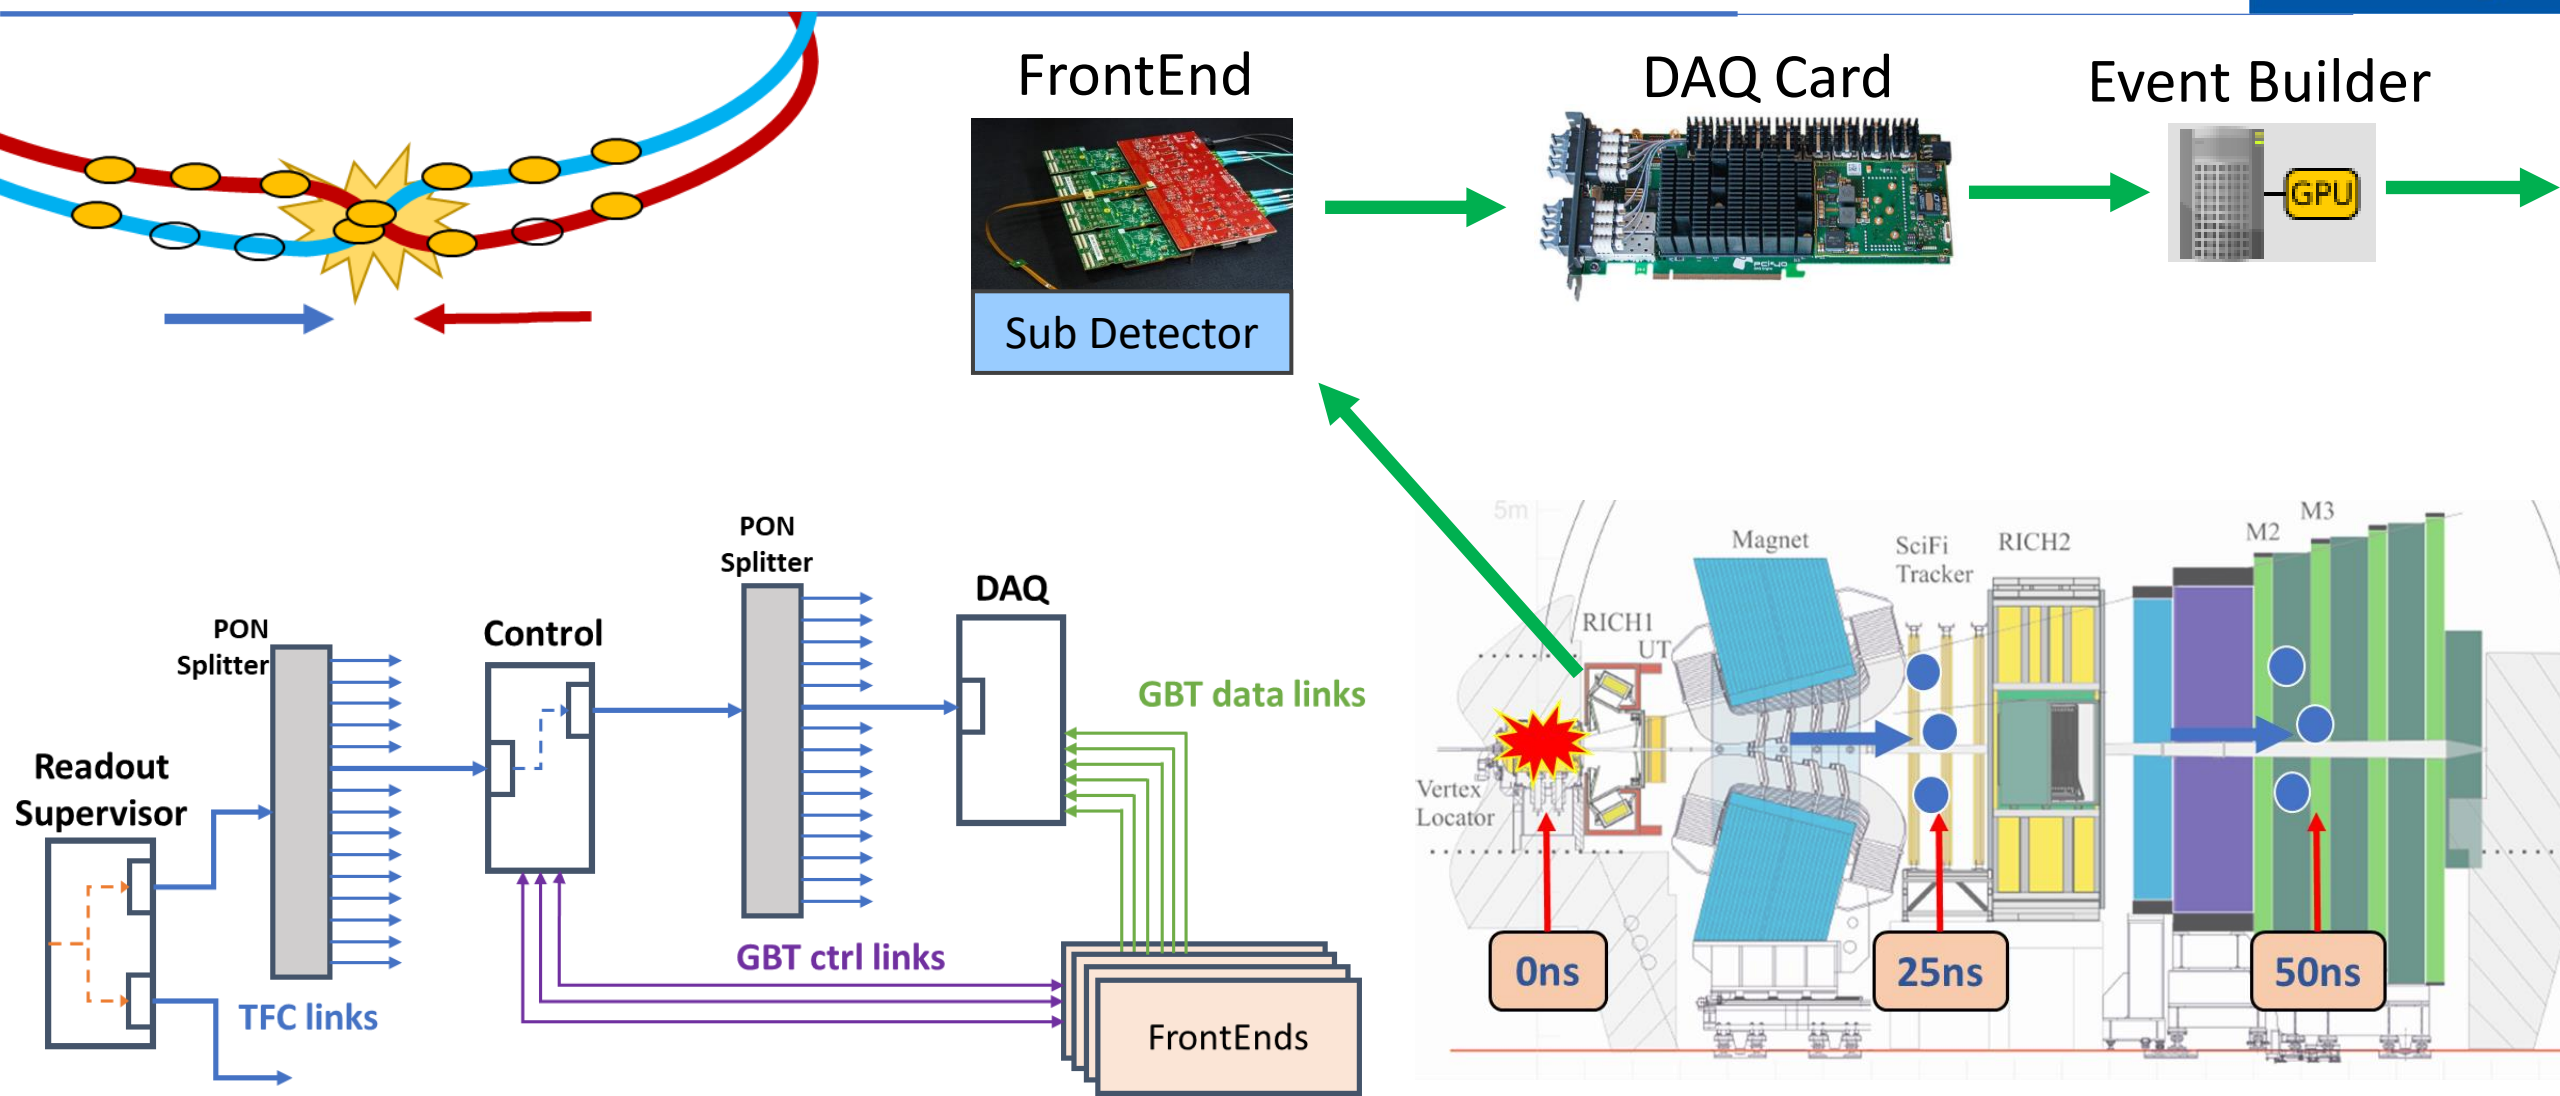 FrontEnd
DAQ Card
Event Builder
GPU
Sub Detector
PON
Splitter
DAQ
Control
PON
Splitter
GBT data links
Readout
Supervisor
GBT ctrl links
TFC links
FrontEnds
5m
Magnet
SciFi
Tracker
RICH2
M2
M3
RICH1
UT
Vertex
Locator
0ns
25ns
50ns